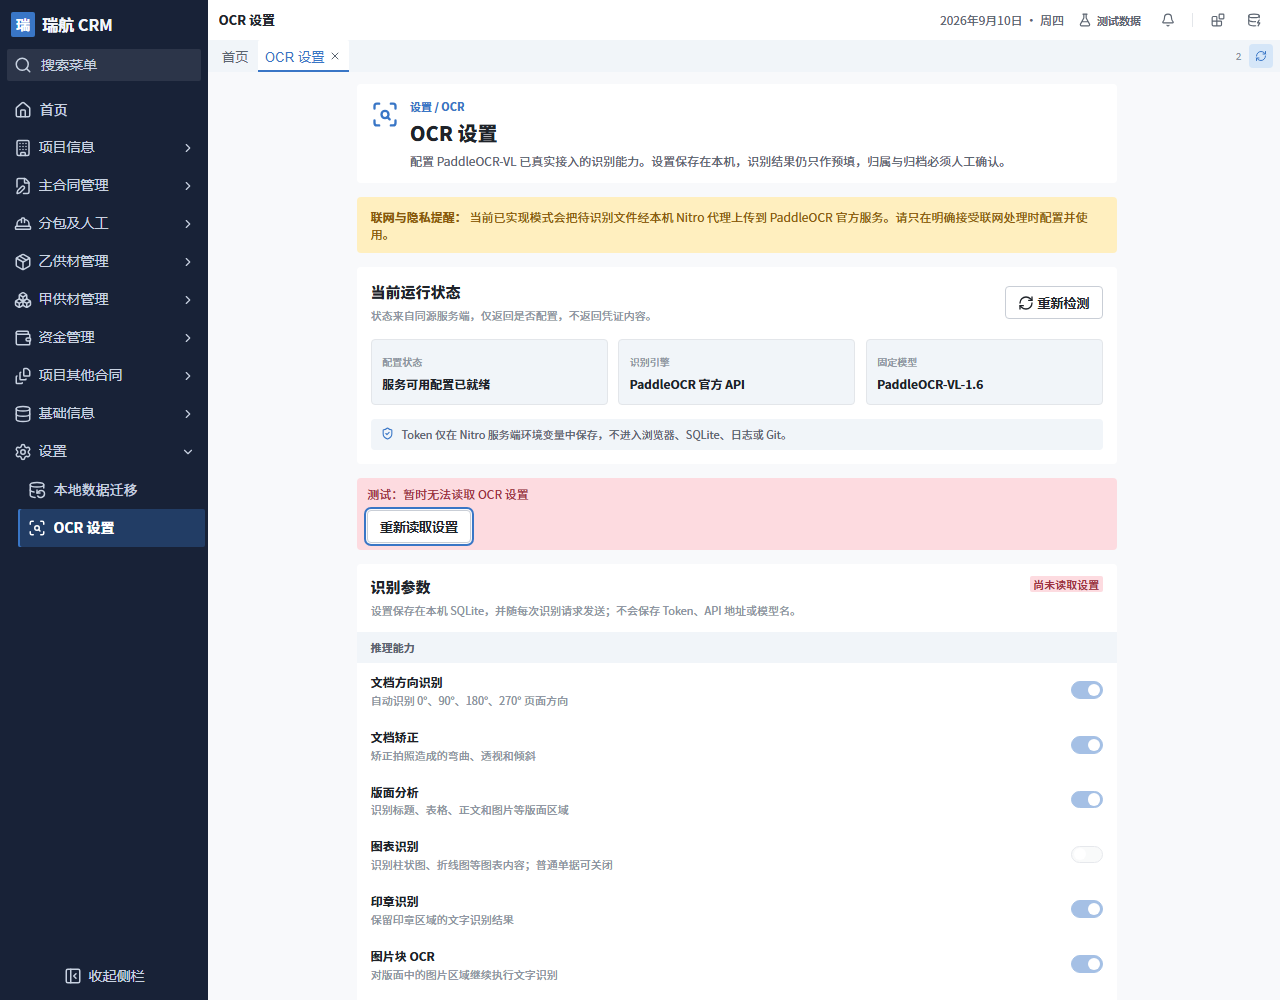 瑞 瑞航 CRM
搜索菜单
首页
项目信息
主合同管理
分包及人工
乙供材管理
甲供材管理
资金管理
项目其他合同
基础信息
设置
本地数据迁移
OCR 设置
收起侧栏
OCR 设置
2026年9月10日 · 周四 测试数据
首页 OCR 设置 ×
2
设置 / OCR
OCR 设置
配置 PaddleOCR-VL 已真实接入的识别能力。设置保存在本机，识别结果仍只作预填，归属与归档必须人工确认。
联网与隐私提醒： 当前已实现模式会把待识别文件经本机 Nitro 代理上传到 PaddleOCR 官方服务。请只在明确接受联网处理时配置并使
用。
当前运行状态
状态来自同源服务端，仅返回是否配置，不返回凭证内容。
重新检测
配置状态
服务可用配置已就绪
识别引擎
PaddleOCR 官方 API
固定模型
PaddleOCR-VL-1.6
Token 仅在 Nitro 服务端环境变量中保存，不进入浏览器、SQLite、日志或 Git。
测试：暂时无法读取 OCR 设置
重新读取设置
识别参数
尚未读取设置
设置保存在本机 SQLite，并随每次识别请求发送；不会保存 Token、API 地址或模型名。
推理能力
文档方向识别
自动识别 0°、90°、180°、270° 页面方向
文档矫正
矫正拍照造成的弯曲、透视和倾斜
版面分析
识别标题、表格、正文和图片等版面区域
图表识别
识别柱状图、折线图等图表内容；普通单据可关闭
印章识别
保留印章区域的文字识别结果
图片块 OCR
对版面中的图片区域继续执行文字识别